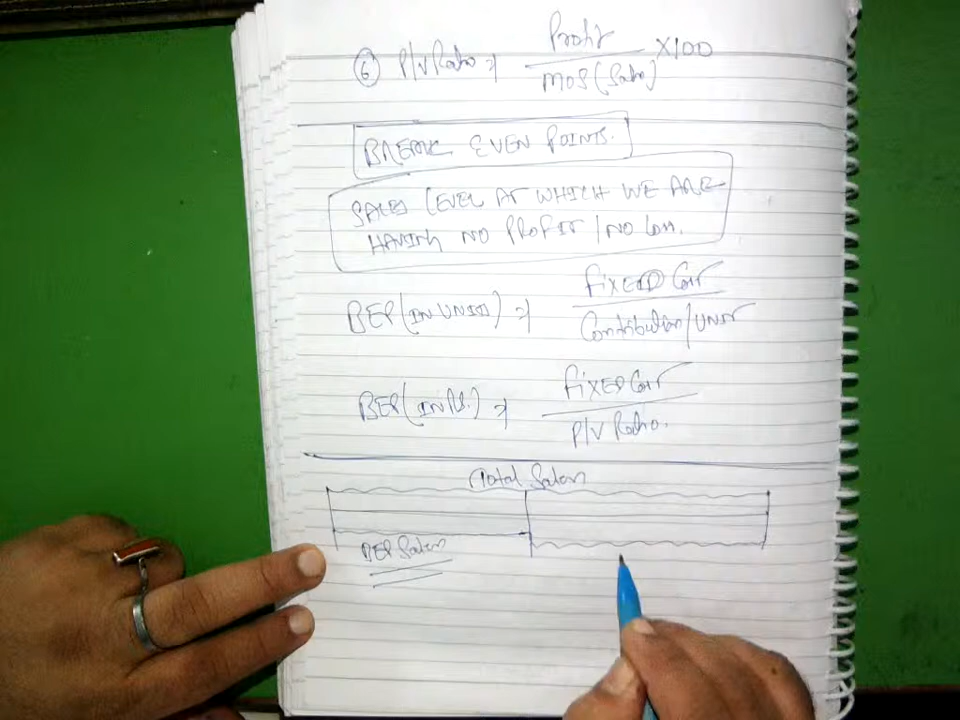 ⑥ P/V Ratio ⇒ Profit / MOS (Sales) ×100
BREAK EVEN POINTS.
SALES LEVEL AT WHICH WE ARE
HAVING NO PROFIT / NO Loss.
BEP (IN UNITS) ⇒ FIXED Cost / Contribution/UNIT
BEP (IN Rs.) ⇒ FIXED Cost / P/V Ratio.
Total Sales
BEP Sales